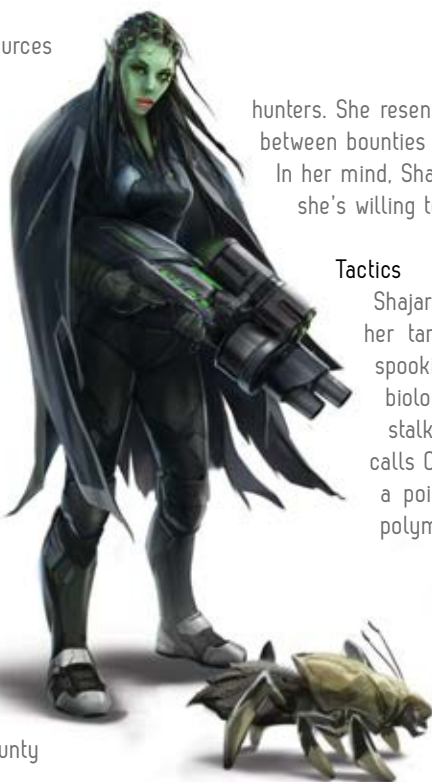 urces
unty
hunters. She resen
between bounties
In her mind, Sha
she's willing t
Tactics
Shajar
her tar
spooki
biolo
stalk
calls
a poi
polym